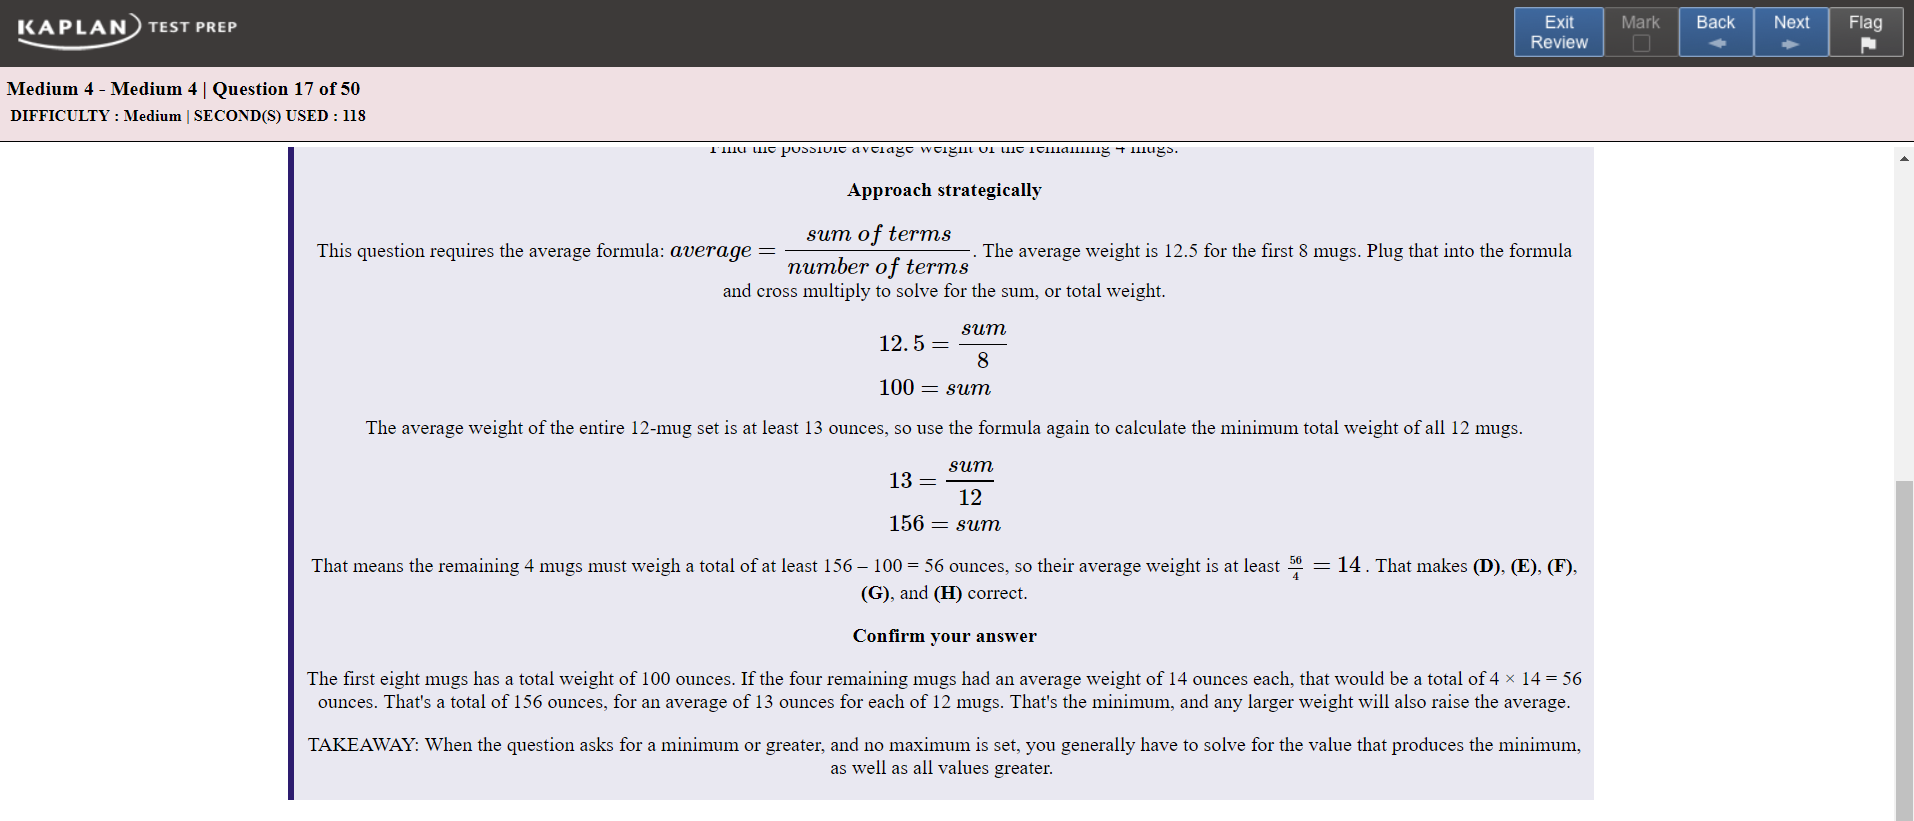 KAPLAN TEST PREP
Exit Review
Mark
Back
Next
Flag
Medium 4 - Medium 4 | Question 17 of 50
DIFFICULTY : Medium | SECOND(S) USED : 118
Find the possible average weight of the remaining 4 mugs.
Approach strategically
This question requires the average formula: average = sum of terms / number of terms. The average weight is 12.5 for the first 8 mugs. Plug that into the formula
and cross multiply to solve for the sum, or total weight.
12.5 = sum / 8
100 = sum
The average weight of the entire 12-mug set is at least 13 ounces, so use the formula again to calculate the minimum total weight of all 12 mugs.
13 = sum / 12
156 = sum
That means the remaining 4 mugs must weigh a total of at least 156 – 100 = 56 ounces, so their average weight is at least 56/4 = 14. That makes (D), (E), (F),
(G), and (H) correct.
Confirm your answer
The first eight mugs has a total weight of 100 ounces. If the four remaining mugs had an average weight of 14 ounces each, that would be a total of 4 × 14 = 56
ounces. That's a total of 156 ounces, for an average of 13 ounces for each of 12 mugs. That's the minimum, and any larger weight will also raise the average.
TAKEAWAY: When the question asks for a minimum or greater, and no maximum is set, you generally have to solve for the value that produces the minimum,
as well as all values greater.